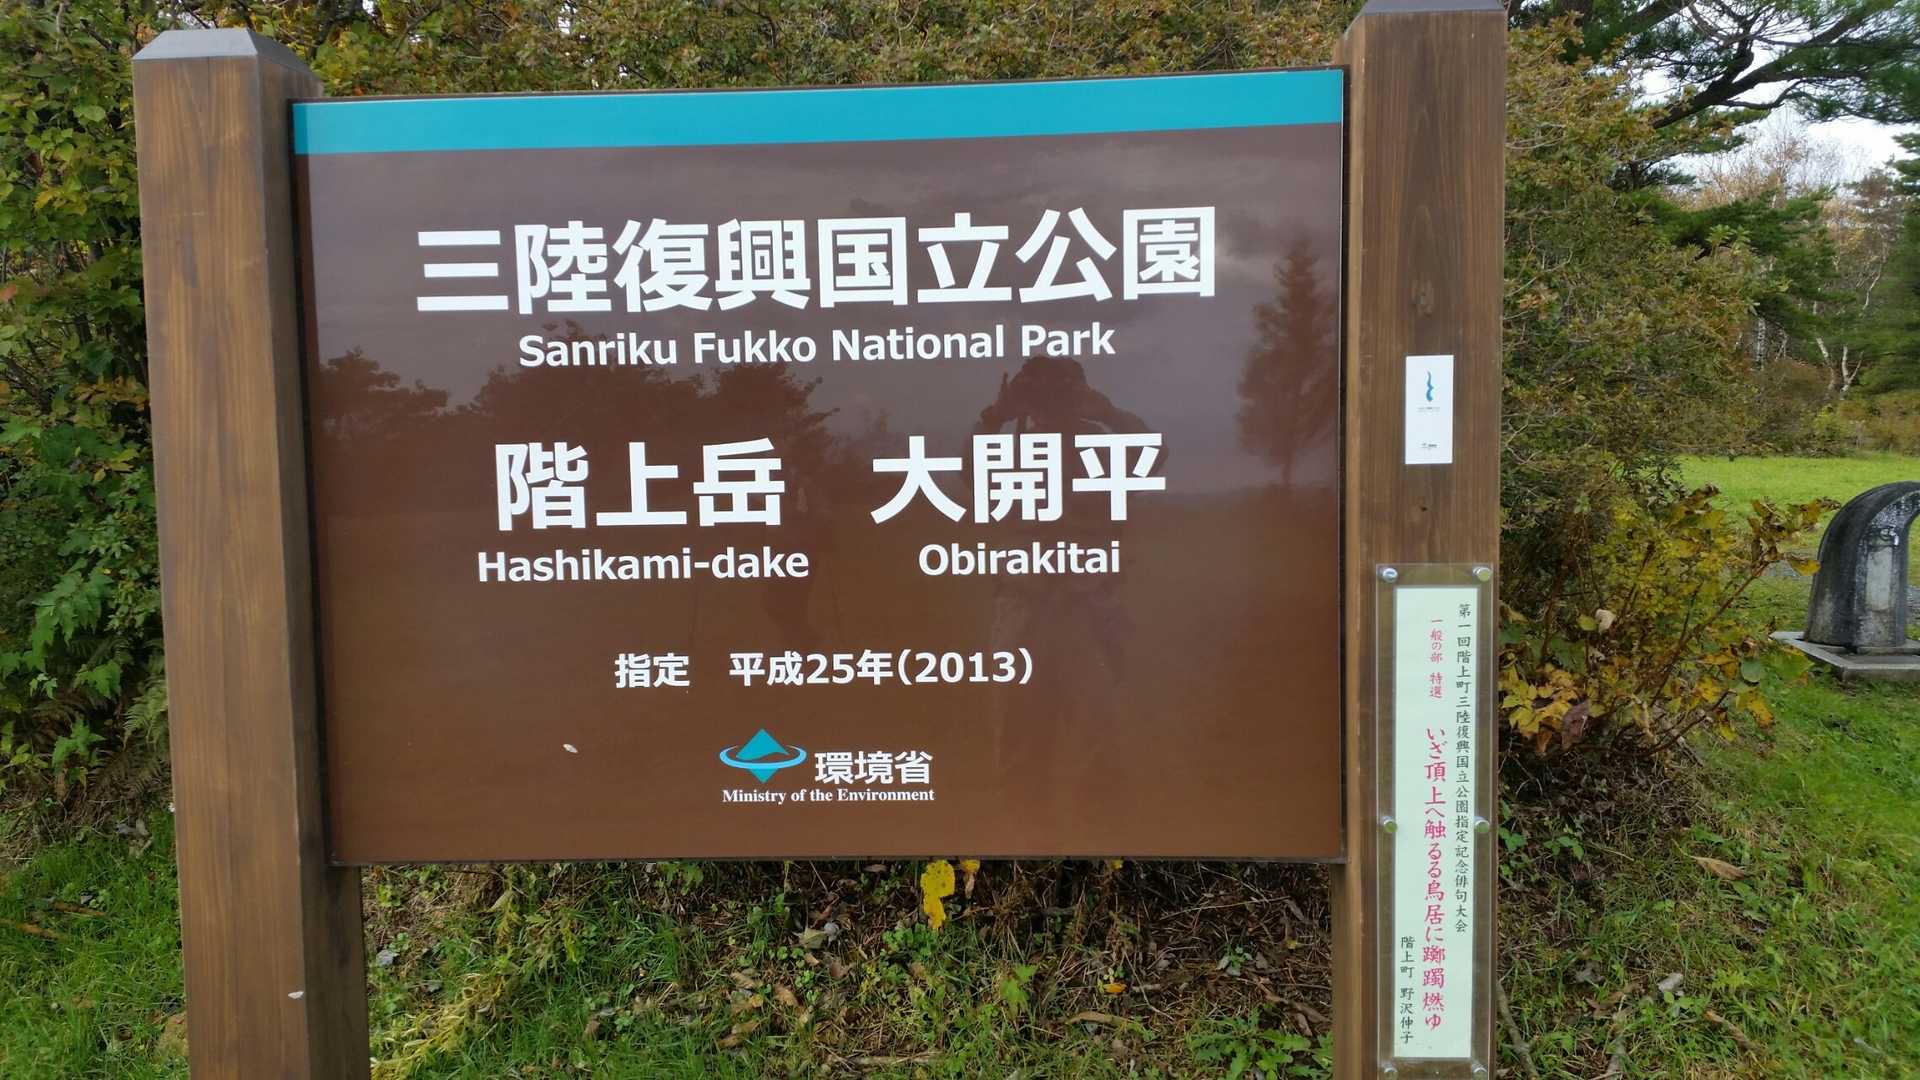 三陸復興国立公園
Sanriku Fukko National Park
階上岳　大開平
Hashikami-dake Obirakitai
指定　平成25年(2013)
環境省
Ministry of the Environment
第一回階上町三陸復興国立公園指定記念俳句大会
一般の部 特選
いざ頂上へ触るる鳥居に躑躅燃ゆ
階上町 野沢伸子